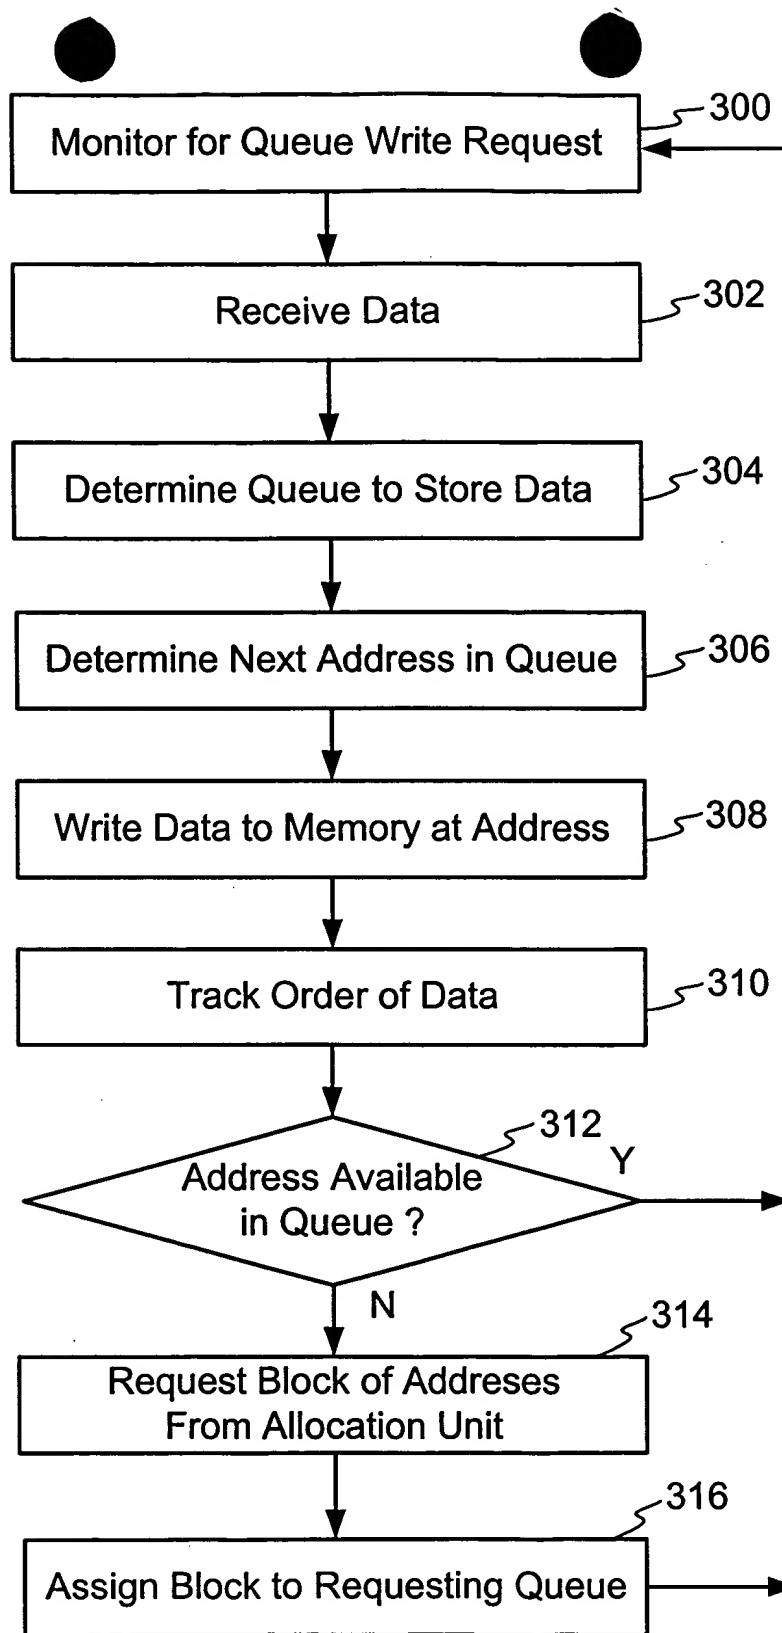 300
Monitor for Queue Write Request
302
Receive Data
304
Determine Queue to Store Data
306
Determine Next Address in Queue
308
Write Data to Memory at Address
310
Track Order of Data
312
Y
Address Available
in Queue ?
N
314
Request Block of Addreses
From Allocation Unit
316
Assign Block to Requesting Queue